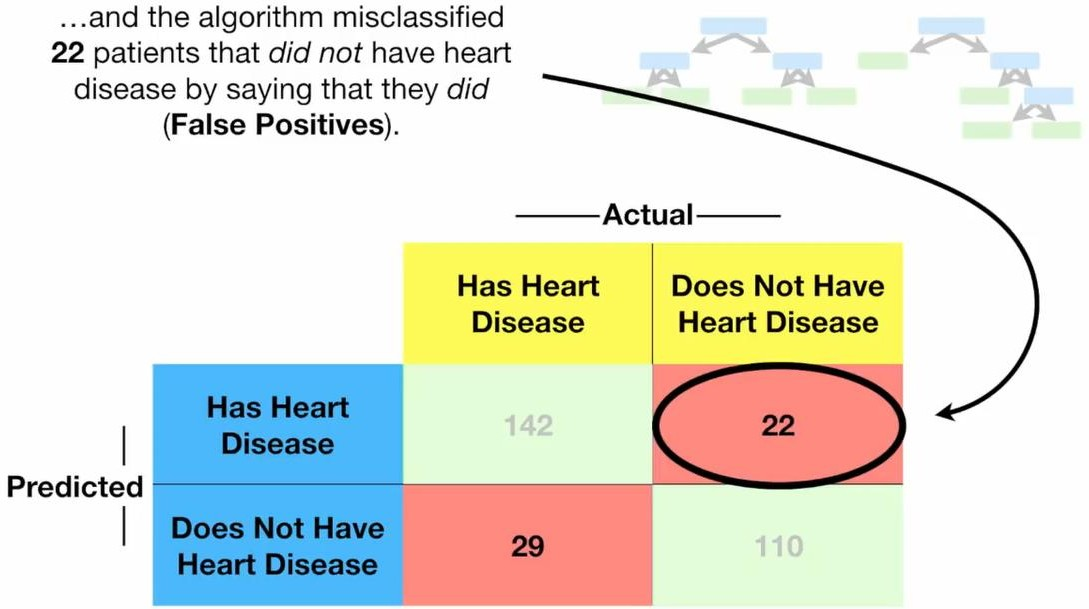 …and the algorithm misclassified
22 patients that did not have heart
disease by saying that they did
(False Positives).
Actual
Has Heart
Disease
Does Not Have
Heart Disease
Has Heart
Disease
142
22
Predicted
Does Not Have
Heart Disease
29
110